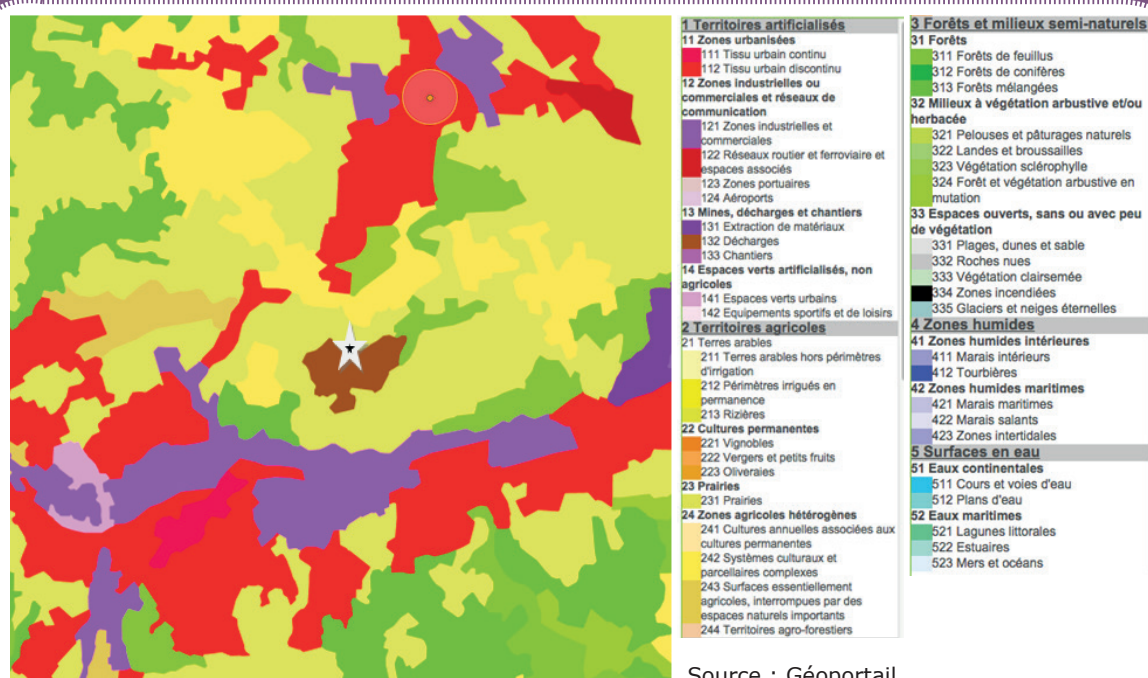 1 Territoires artificialisés
11 Zones urbanisées
111 Tissu urbain continu
112 Tissu urbain discontinu
12 Zones industrielles ou
commerciales et réseaux de
communication
121 Zones industrielles et
commerciales
122 Réseaux routier et ferroviaire et
espaces associés
123 Zones portuaires
124 Aéroports
13 Mines, décharges et chantiers
131 Extraction de matériaux
132 Décharges
133 Chantiers
14 Espaces verts artificialisés, non
agricoles
141 Espaces verts urbains
142 Equipements sportifs et de loisirs
2 Territoires agricoles
21 Terres arables
211 Terres arables hors périmètres
d'irrigation
212 Périmètres irrigués en
permanence
213 Rizières
22 Cultures permanentes
221 Vignobles
222 Vergers et petits fruits
223 Oliveraies
23 Prairies
231 Prairies
24 Zones agricoles hétérogènes
241 Cultures annuelles associées aux
cultures permanentes
242 Systèmes culturaux et
parcellaires complexes
243 Surfaces essentiellement
agricoles, interrompues par des
espaces naturels importants
244 Territoires agro-forestiers
3 Forêts et milieux semi-naturels
31 Forêts
311 Forêts de feuillus
312 Forêts de conifères
313 Forêts mélangées
32 Milieux à végétation arbustive et/ou
herbacée
321 Pelouses et pâturages naturels
322 Landes et broussailles
323 Végétation sclérophylle
324 Forêt et végétation arbustive en
mutation
33 Espaces ouverts, sans ou avec peu
de végétation
331 Plages, dunes et sable
332 Roches nues
333 Végétation clairsemée
334 Zones incendiées
335 Glaciers et neiges éternelles
4 Zones humides
41 Zones humides intérieures
411 Marais intérieurs
412 Tourbières
42 Zones humides maritimes
421 Marais maritimes
422 Marais salants
423 Zones intertidales
5 Surfaces en eau
51 Eaux continentales
511 Cours et voies d'eau
512 Plans d'eau
52 Eaux maritimes
521 Lagunes littorales
522 Estuaires
523 Mers et océans
Source : Géoportail